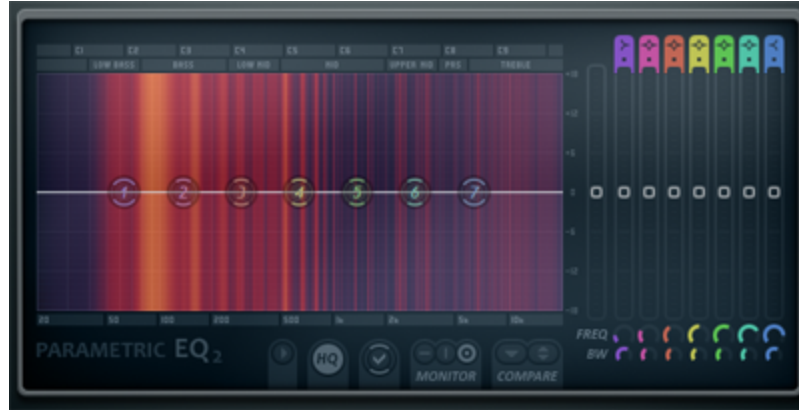 C1 C2 C3 C4 C5 C6 C7 C8 C9
LOW BASS BASS LOW MID MID UPPER MID PRS TREBLE
1 2 3 4 5 6 7
20 50 100 200 500 1k 2k 5k 10k
FREQ
PARAMETRIC EQ2
HQ
BW
MONITOR COMPARE